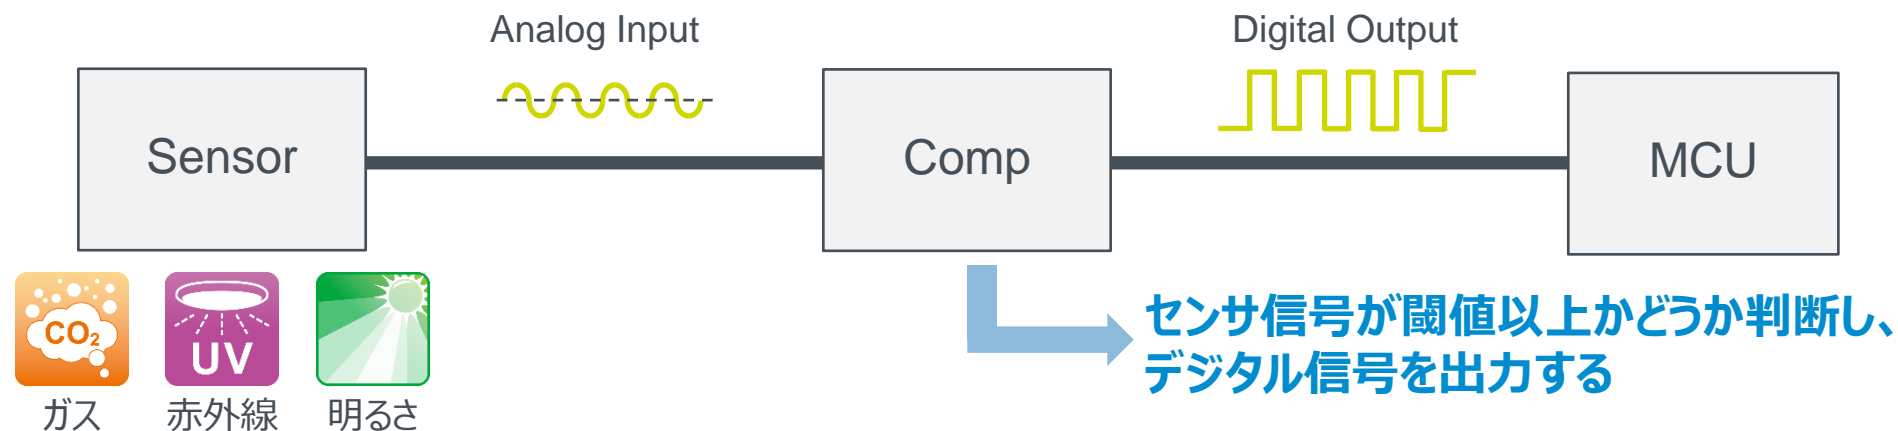 Analog Input
Digital Output
Sensor
Comp
MCU
CO₂
UV
センサ信号が閾値以上かどうか判断し、
デジタル信号を出力する
ガス
赤外線
明るさ